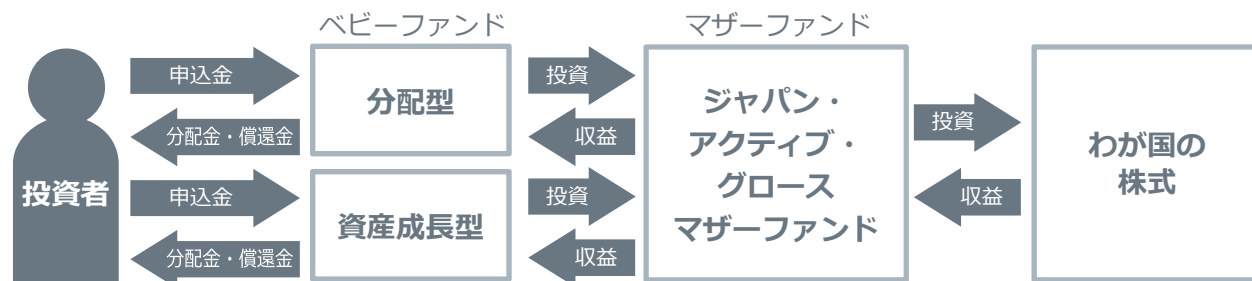 ベビーファンド
マザーファンド
投資者
申込金
分配金・償還金
申込金
分配金・償還金
分配型
資産成長型
投資
収益
投資
収益
ジャパン・
アクティブ・
グロース
マザーファンド
投資
収益
わが国の
株式